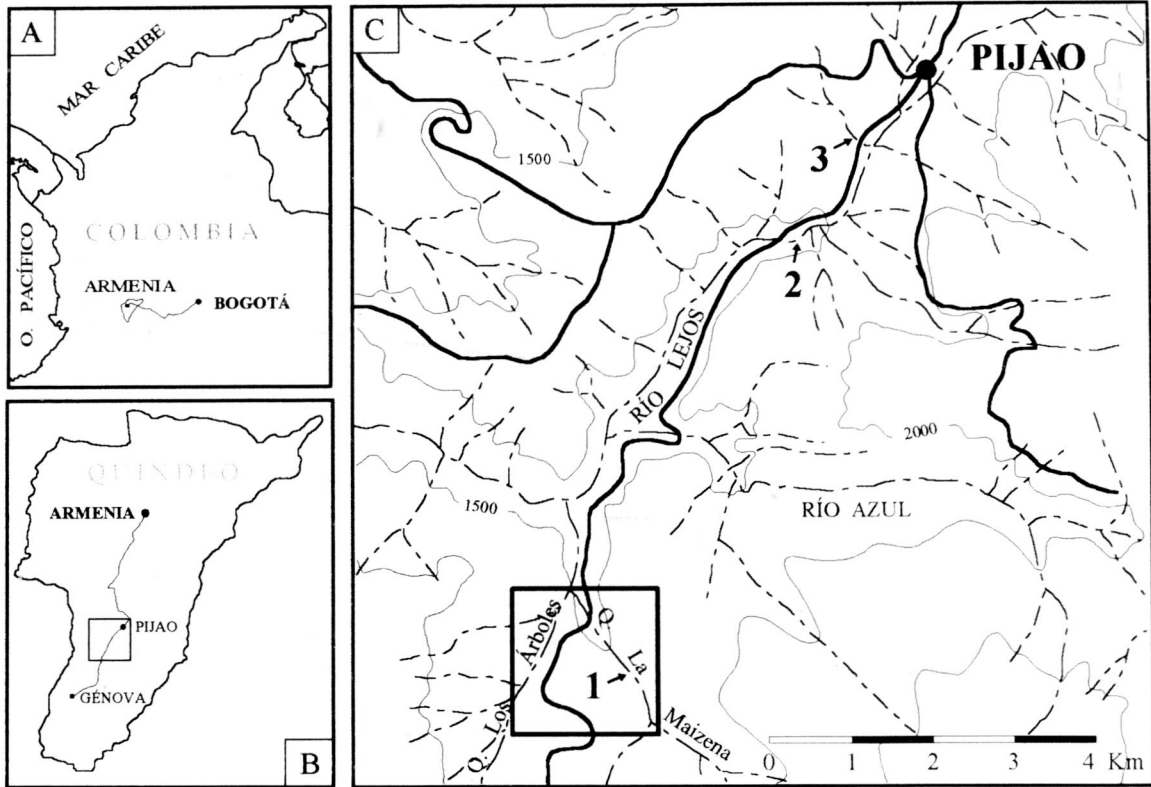 A
MAR CARIBE
O. PACÍFICO
COLOMBIA
ARMENIA
BOGOTÁ
B
QUINDIO
ARMENIA
PIJAO
GÉNOVA
C
PIJAO
1500
3
2
RÍO LEJOS
2000
1500
RÍO AZUL
Q. Los Árboles
Q. La Maizena
1
0 1 2 3 4 Km